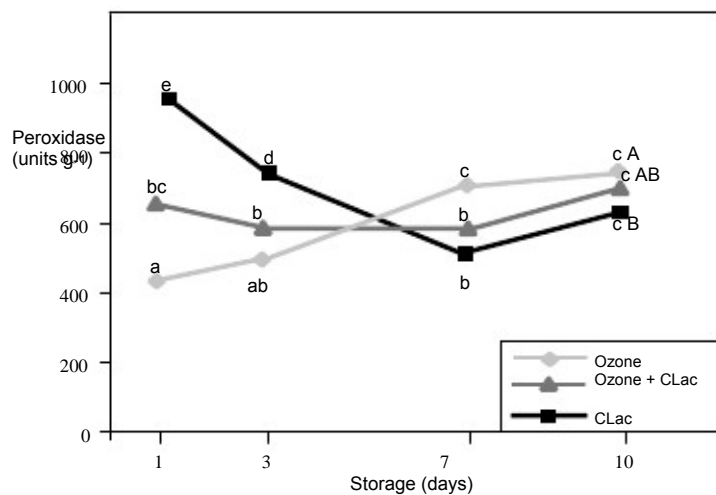 1000
e
Peroxidase
(units g-1)
800
d
c
c A
c AB
bc
b
b
600
c B
a
ab
b
400
200
Ozone
Ozone + CLac
CLac
0
1
3
7
10
Storage (days)